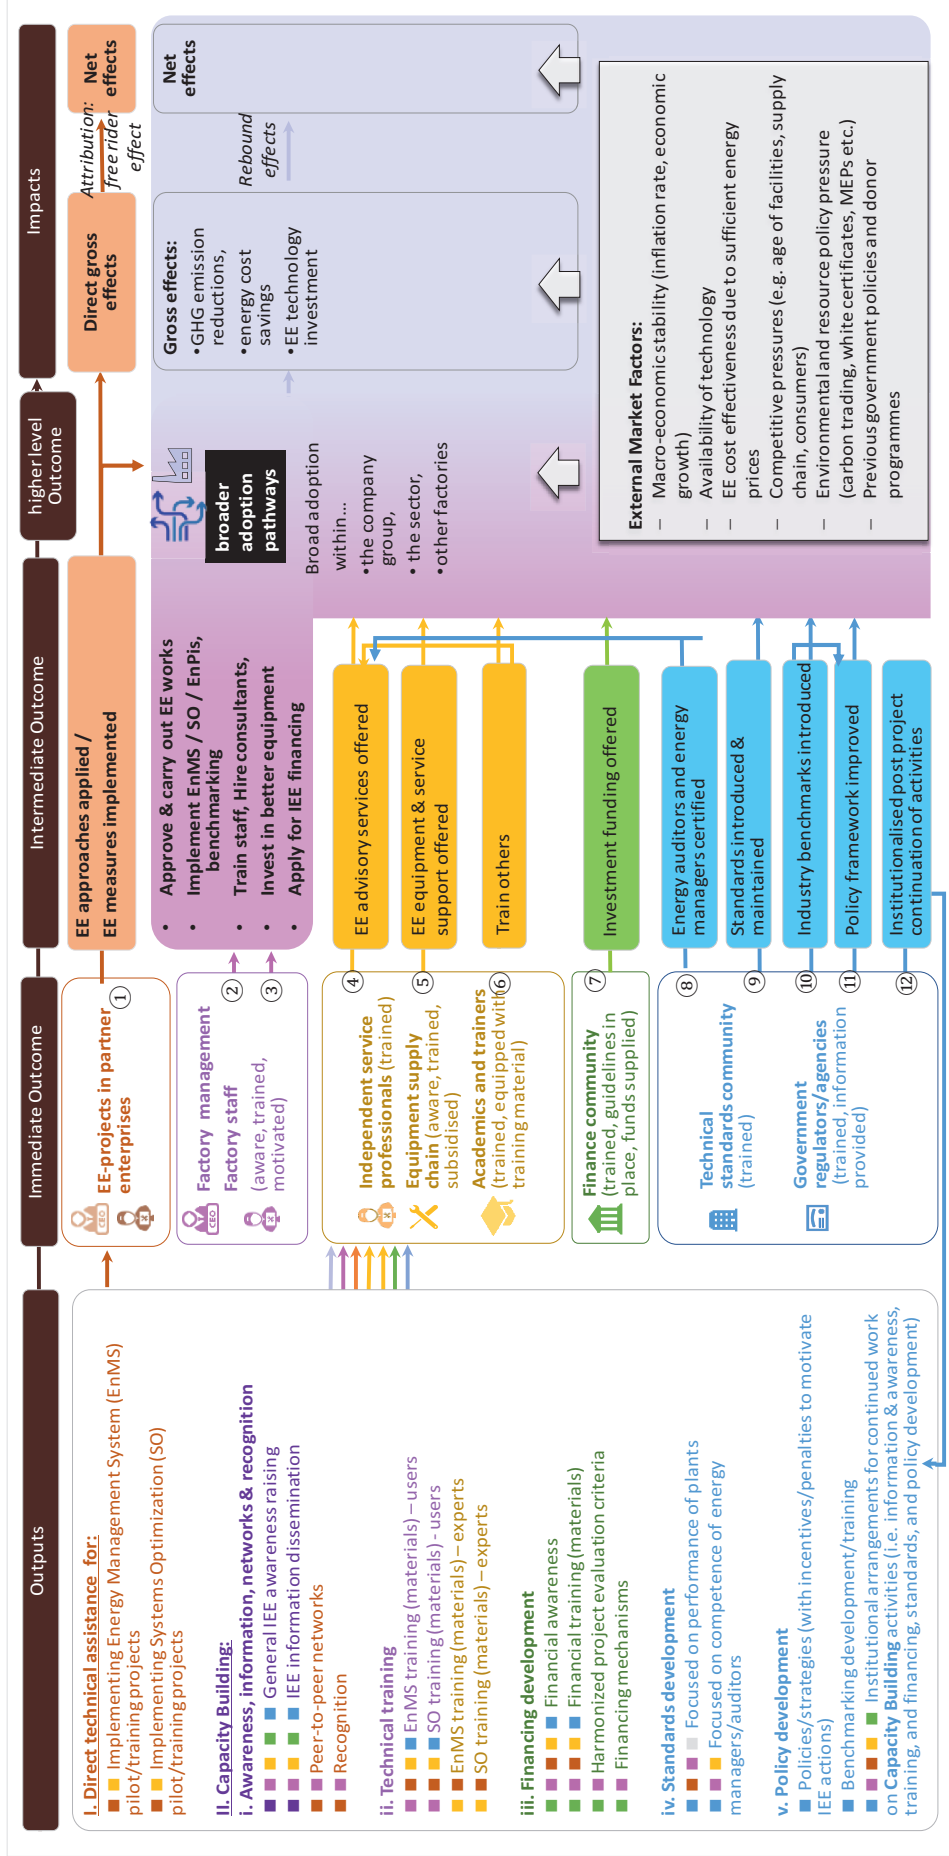 Outputs
Immediate Outcome
Intermediate Outcome
higher level
Outcome
Impacts
I. Direct technical assistance for:
Implementing Energy Management System (EnMS)
pilot/training projects
Implementing Systems Optimization (SO)
pilot/training projects
II. Capacity Building:
i. Awareness, information, networks & recognition
General IEE awareness raising
IEE information dissemination
Peer-to-peer networks
Recognition
ii. Technical training
EnMS training (materials) – users
SO training (materials) - users
EnMS training (materials) – experts
SO training (materials) – experts
iii. Financing development
Financial awareness
Financial training (materials)
Harmonized project evaluation criteria
Financing mechanisms
iv. Standards development
Focused on performance of plants
Focused on competence of energy
managers/auditors
v. Policy development
Policies/strategies (with incentives/penalties to motivate
IEE actions)
Benchmarking development/training
Institutional arrangements for continued work
on Capacity Building activities (i.e. information & awareness,
training, and financing, standards, and policy development)
CEO
EE-projects in partner
enterprises
1
CEO
Factory management
Factory staff
(aware, trained,
motivated)
2
3
Independent service
professionals (trained)
Equipment supply
chain (aware, trained,
subsidised)
Academics and trainers
(trained, equipped with
training material)
4
5
6
Finance community
(trained, guidelines in
place, funds supplied)
7
Technical
standards community
(trained)
Government
regulators/agencies
(trained, information
provided)
8
9
10
11
12
EE approaches applied /
EE measures implemented
• Approve & carry out EE works
• Implement EnMS / SO / EnPis,
benchmarking
• Train staff, Hire consultants,
• Invest in better equipment
• Apply for IEE financing
EE advisory services offered
EE equipment & service
support offered
Train others
Investment funding offered
Energy auditors and energy
managers certified
Standards introduced &
maintained
Industry benchmarks introduced
Policy framework improved
Institutionalised post project
continuation of activities
broader
adoption
pathways
Broad adoption
within...
• the company
group,
• the sector,
• other factories
Direct gross
effects
Attribution:
free rider
effect
Net
effects
Gross effects:
• GHG emission
reductions,
• energy cost
savings
• EE technology
investment
Rebound
effects
Net
effects
External Market Factors:
– Macro-economic stability (inflation rate, economic
growth)
– Availability of technology
– EE cost effectiveness due to sufficient energy
prices
– Competitive pressures (e.g. age of facilities, supply
chain, consumers)
– Environmental and resource policy pressure
(carbon trading, white certificates, MEPs etc.)
– Previous government policies and donor
programmes